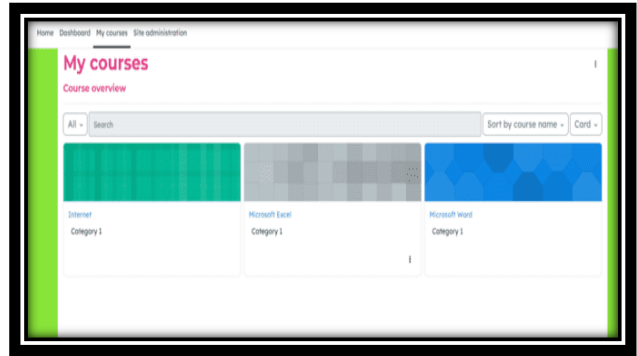 Home Dashboard My courses Site administration
My courses
Course overview
All Search Sort by course name Card
Internet Microsoft Excel Microsoft Word
Category 1 Category 1 Category 1